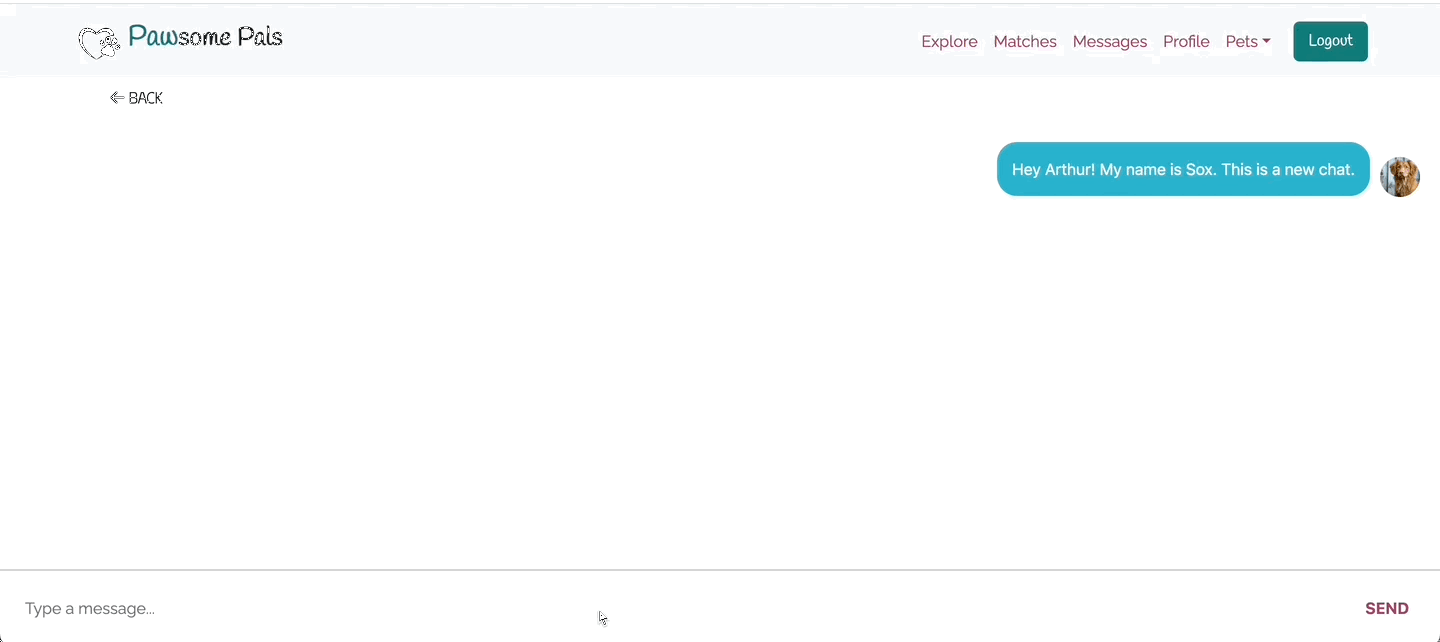 Pawsome Pals
Explore Matches Messages Profile Pets Logout
BACK
Hey Arthur! My name is Sox. This is a new chat.
Type a message... SEND